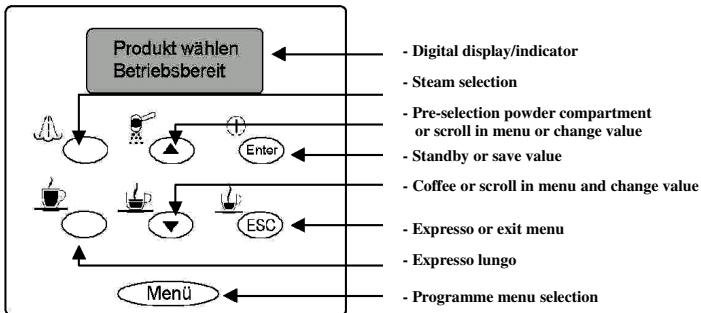 Produkt wählen
Betriebsbereit
- Digital display/indicator
- Steam selection
- Pre-selection powder compartment
or scroll in menu or change value
Enter
- Standby or save value
- Coffee or scroll in menu and change value
ESC
- Expresso or exit menu
- Expresso lungo
Menü
- Programme menu selection